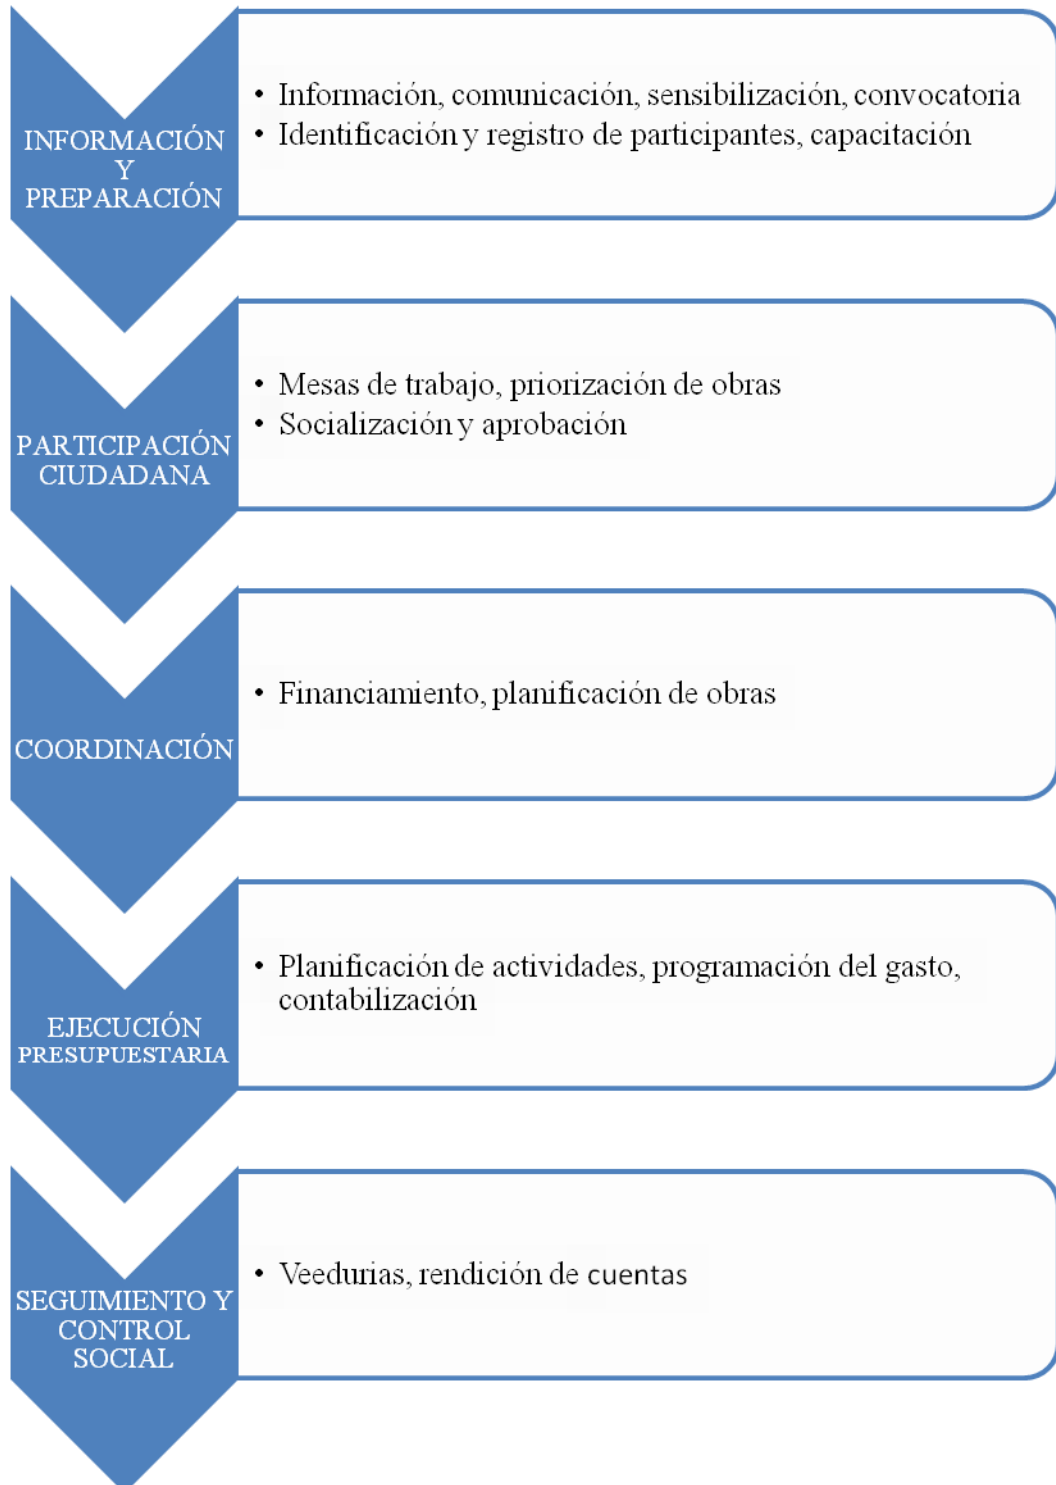 INFORMACIÓN
Y
PREPARACIÓN
• Información, comunicación, sensibilización, convocatoria
• Identificación y registro de participantes, capacitación
PARTICIPACIÓN
CIUDADANA
• Mesas de trabajo, priorización de obras
• Socialización y aprobación
COORDINACIÓN
• Financiamiento, planificación de obras
EJECUCIÓN
PRESUPUESTARIA
• Planificación de actividades, programación del gasto,
contabilización
SEGUIMIENTO Y
CONTROL
SOCIAL
• Veedurias, rendición de cuentas